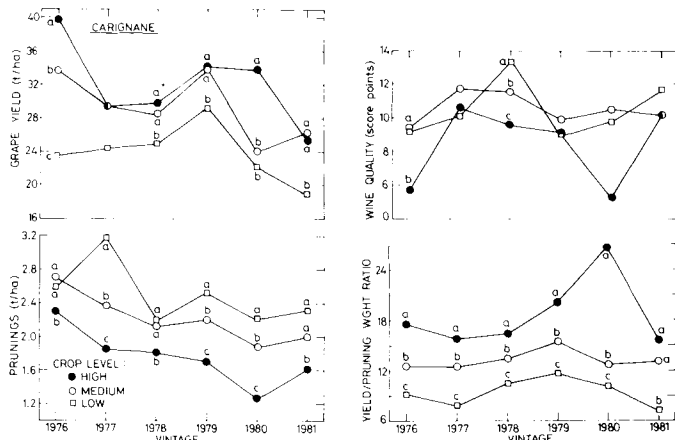 CARIGNANE
GRAPE YIELD (t/ha)
40
36
32
28
24
20
16
a
b
c
a
a
b
a
a
b
a
b
b
a
a
b
WINE QUALITY (score points)
14
12
10
8
6
0
a
b
a
b
c
PRUNINGS (t/ha)
3.2
2.8
2.4
2.0
1.6
1.2
a
a
b
a
b
c
a
a
b
a
b
c
a
b
c
a
a
b
CROP LEVEL:
HIGH
MEDIUM
LOW
1976 1977 1978 1979 1980 1981
VINTAGE
YIELD/PRUNING WGHT RATIO
24
18
12
6
a
b
c
a
b
c
a
b
c
a
b
c
a
b
c
a
a
b
1976 1977 1978 1979 1980 1981
VINTAGE